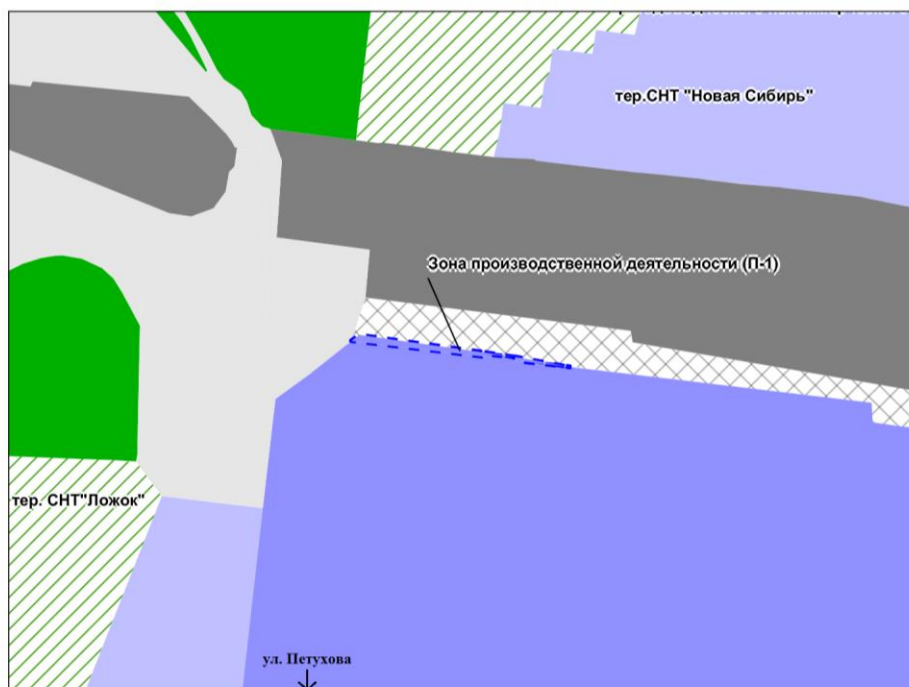 тер.СНТ "Новая Сибирь"
Зона производственной деятельности (П-1)
тер. СНТ"Ложок"
ул. Петухова